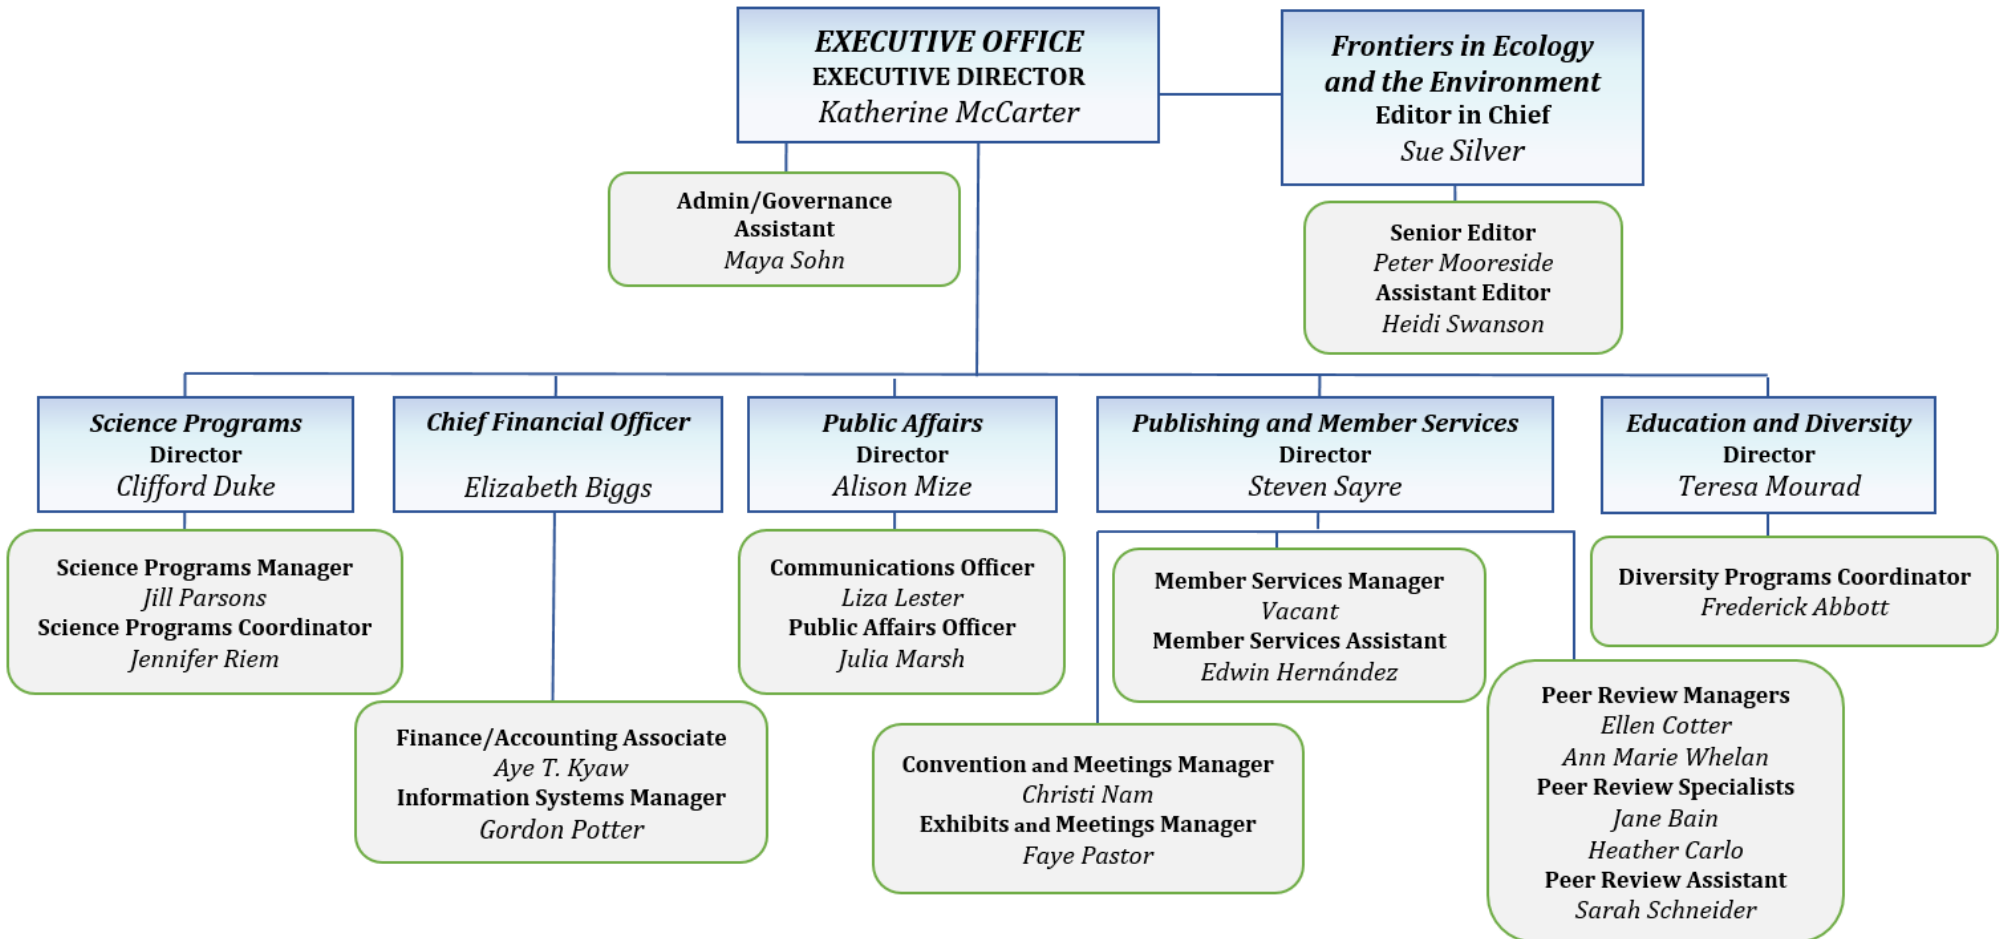 EXECUTIVE OFFICE
EXECUTIVE DIRECTOR
Katherine McCarter
Frontiers in Ecology
and the Environment
Editor in Chief
Sue Silver
Admin/Governance
Assistant
Maya Sohn
Senior Editor
Peter Mooreside
Assistant Editor
Heidi Swanson
Science Programs
Director
Clifford Duke
Chief Financial Officer
Elizabeth Biggs
Public Affairs
Director
Alison Mize
Publishing and Member Services
Director
Steven Sayre
Education and Diversity
Director
Teresa Mourad
Science Programs Manager
Jill Parsons
Science Programs Coordinator
Jennifer Riem
Finance/Accounting Associate
Aye T. Kyaw
Information Systems Manager
Gordon Potter
Communications Officer
Liza Lester
Public Affairs Officer
Julia Marsh
Member Services Manager
Vacant
Member Services Assistant
Edwin Hernández
Convention and Meetings Manager
Christi Nam
Exhibits and Meetings Manager
Faye Pastor
Peer Review Managers
Ellen Cotter
Ann Marie Whelan
Peer Review Specialists
Jane Bain
Heather Carlo
Peer Review Assistant
Sarah Schneider
Diversity Programs Coordinator
Frederick Abbott